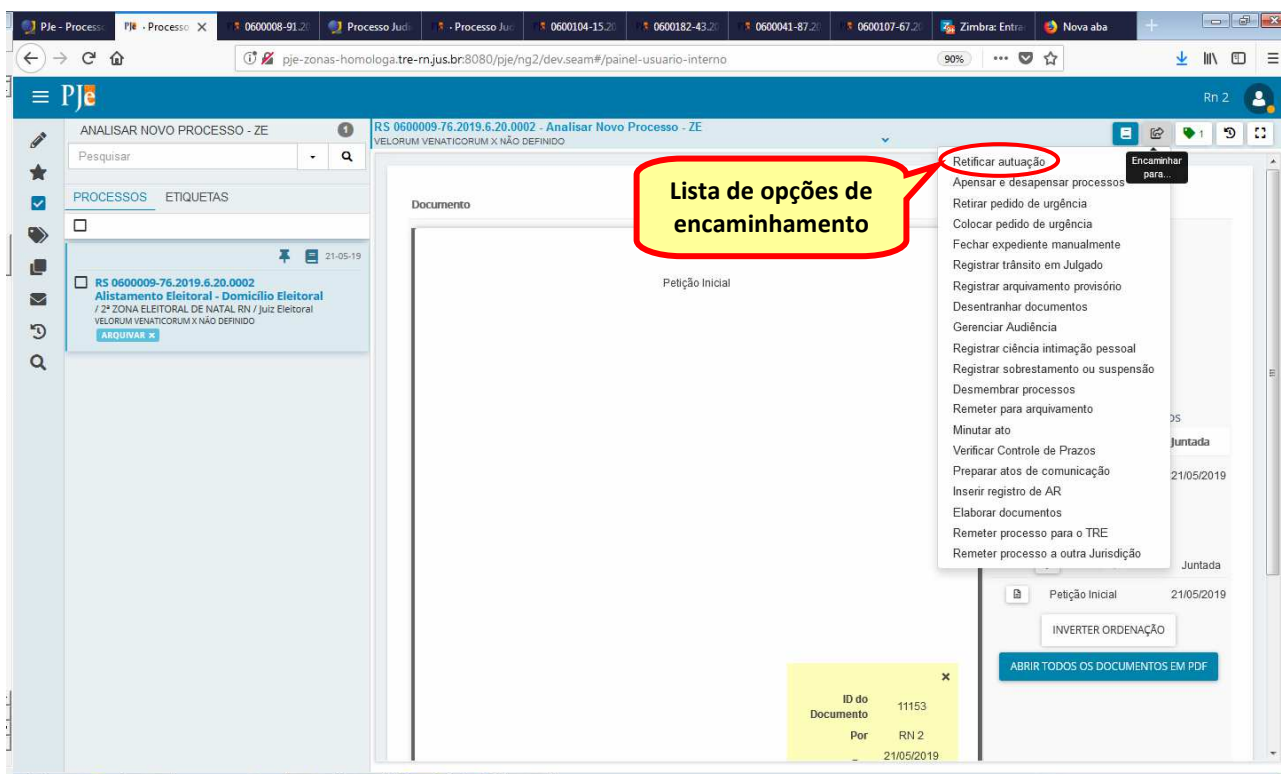 PJe - Process
PJe · Processo
0600008-91.20
Processo Judi
· Processo Jud
0600104-15.20
0600182-43.20
0600041-87.20
0600107-67.20
Zimbra: Entra
Nova aba
pje-zonas-homologa.tre-rn.jus.br:8080/pje/ng2/dev.seam#/painel-usuario-interno
90%
PJe
Rn 2
ANALISAR NOVO PROCESSO - ZE
1
Pesquisar
PROCESSOS ETIQUETAS
21-05-19
RS 0600009-76.2019.6.20.0002
Alistamento Eleitoral - Domicílio Eleitoral
/ 2ª ZONA ELEITORAL DE NATAL RN / Juiz Eleitoral
VELORUM VENATICORUM X NÃO DEFINIDO
ARQUIVAR ×
RS 0600009-76.2019.6.20.0002 - Analisar Novo Processo - ZE
VELORUM VENATICORUM X NÃO DEFINIDO
1
Encaminhar
para...
Lista de opções de
encaminhamento
Documento
Petição Inicial
Retificar autuação
Apensar e desapensar processos
Retirar pedido de urgência
Colocar pedido de urgência
Fechar expediente manualmente
Registrar trânsito em Julgado
Registrar arquivamento provisório
Desentranhar documentos
Gerenciar Audiência
Registrar ciência intimação pessoal
Registrar sobrestamento ou suspensão
Desmembrar processos
Remeter para arquivamento
Minutar ato
Verificar Controle de Prazos
Preparar atos de comunicação
Inserir registro de AR
Elaborar documentos
Remeter processo para o TRE
Remeter processo a outra Jurisdição
os
Juntada
21/05/2019
Juntada
Petição Inicial 21/05/2019
INVERTER ORDENAÇÃO
ABRIR TODOS OS DOCUMENTOS EM PDF
×
ID do
Documento
11153
Por RN 2
21/05/2019